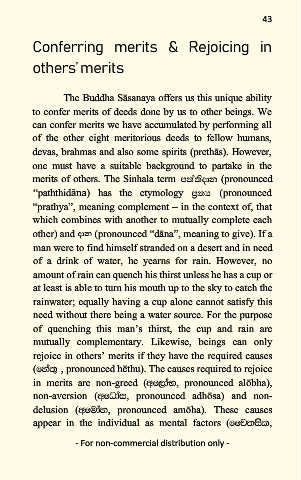 43
Conferring merits & Rejoicing in
others' merits
The Buddha Sāsanaya offers us this unique ability
to confer merits of deeds done by us to other beings. We
can confer merits we have accumulated by performing all
of the other eight meritorious deeds to fellow humans,
devas, brahmas and also some spirits (prethās). However,
one must have a suitable background to partake in the
merits of others. The Sinhala term පත්තිදාන (pronounced
“paththidāna) has the etymology ප්‍රත්‍ය (pronounced
“prathya”, meaning complement – in the context of, that
which combines with another to mutually complete each
other) and දාන (pronounced “dāna”, meaning to give). If a
man were to find himself stranded on a desert and in need
of a drink of water, he yearns for rain. However, no
amount of rain can quench his thirst unless he has a cup or
at least is able to turn his mouth up to the sky to catch the
rainwater; equally having a cup alone cannot satisfy this
need without there being a water source. For the purpose
of quenching this man’s thirst, the cup and rain are
mutually complementary. Likewise, beings can only
rejoice in others’ merits if they have the required causes
(හේතු , pronounced hēthu). The causes required to rejoice
in merits are non-greed (අලෝභ, pronounced alōbha),
non-aversion (අදෝස, pronounced adhōsa) and non-
delusion (අමෝහ, pronounced amōha). These causes
appear in the individual as mental factors (චෛතසික,
- For non-commercial distribution only -